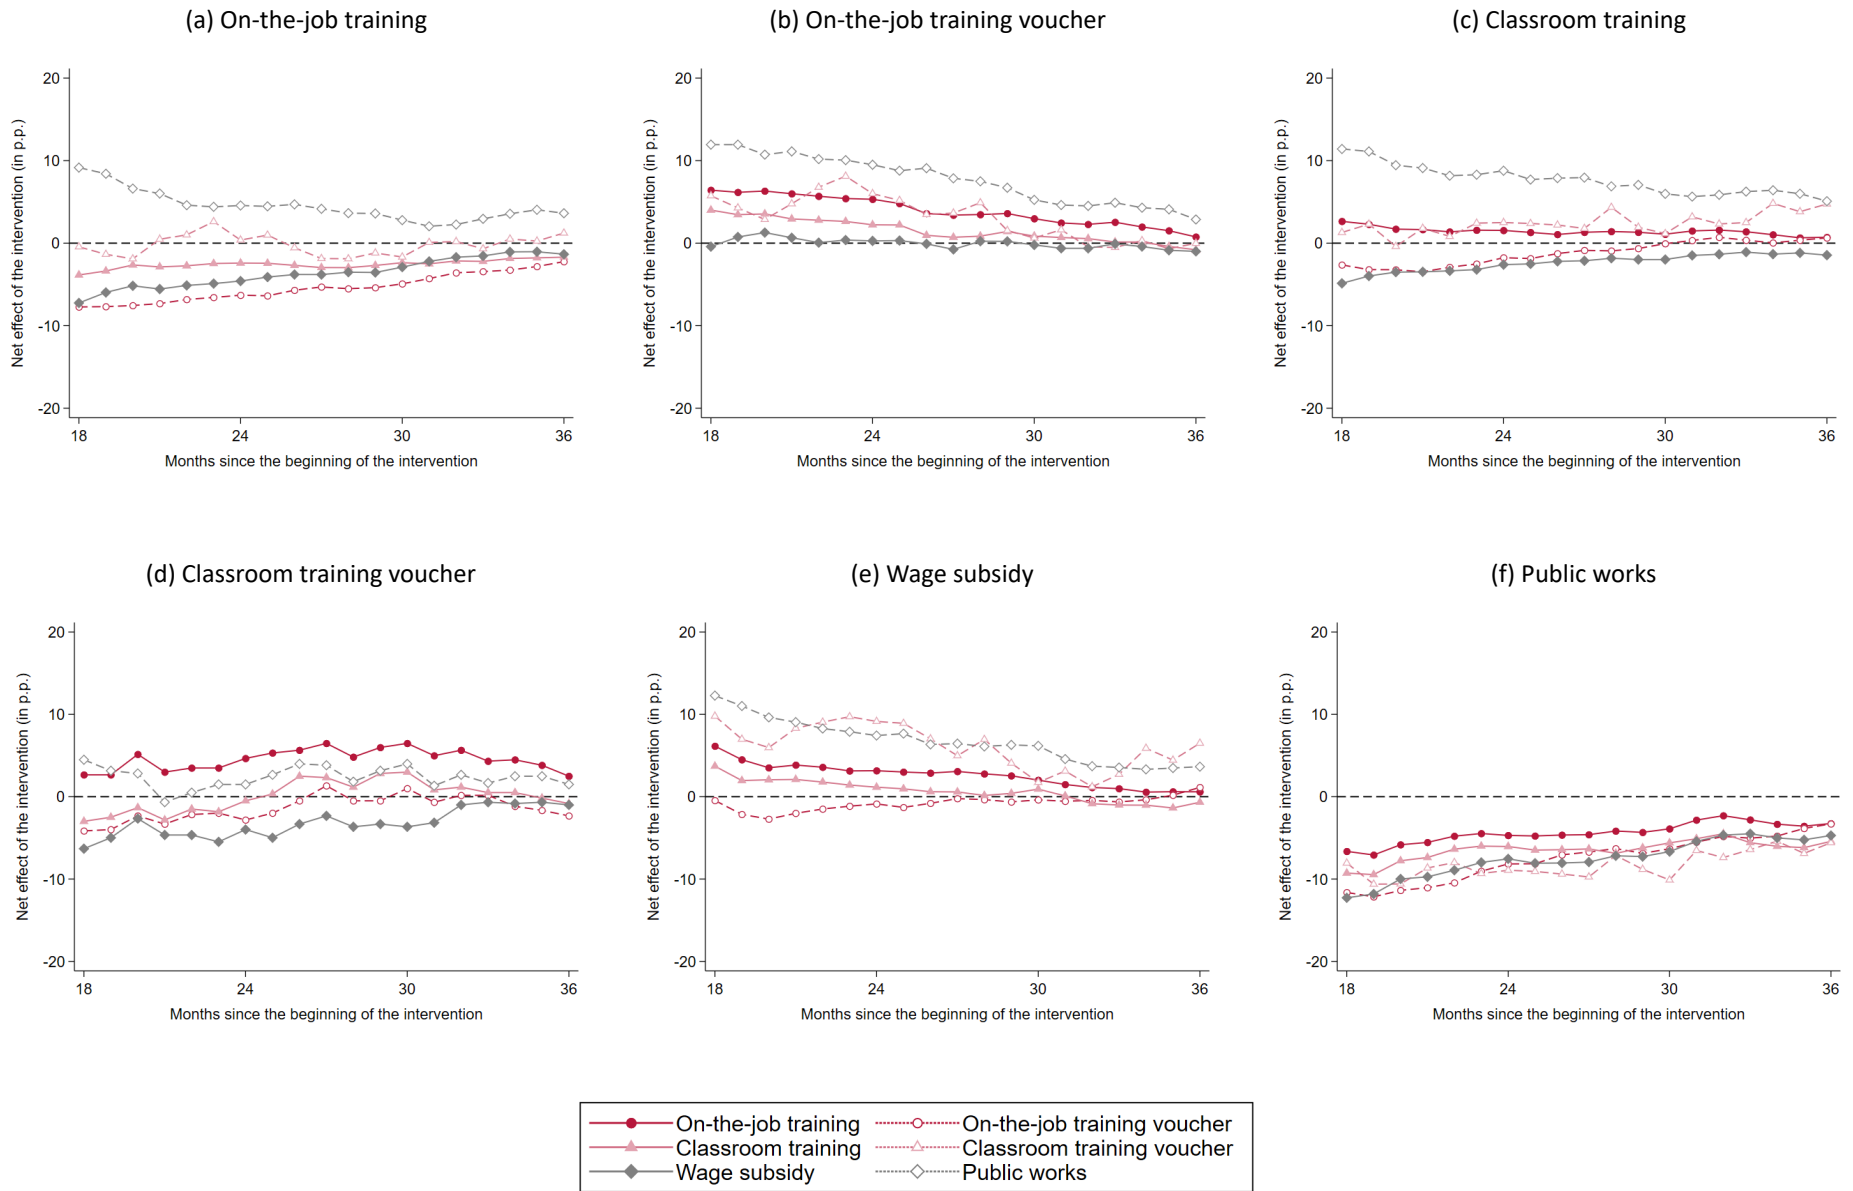 (a) On-the-job training
(b) On-the-job training voucher
(c) Classroom training
Net effect of the intervention (in p.p.)
20
10
0
-10
-20
18
24
30
36
Months since the beginning of the intervention
Net effect of the intervention (in p.p.)
20
10
0
-10
-20
18
24
30
36
Months since the beginning of the intervention
Net effect of the intervention (in p.p.)
20
10
0
-10
-20
18
24
30
36
Months since the beginning of the intervention
(d) Classroom training voucher
(e) Wage subsidy
(f) Public works
Net effect of the intervention (in p.p.)
20
10
0
-10
-20
18
24
30
36
Months since the beginning of the intervention
Net effect of the intervention (in p.p.)
20
10
0
-10
-20
18
24
30
36
Months since the beginning of the intervention
Net effect of the intervention (in p.p.)
20
10
0
-10
-20
18
24
30
36
Months since the beginning of the intervention
On-the-job training
On-the-job training voucher
Classroom training
Classroom training voucher
Wage subsidy
Public works